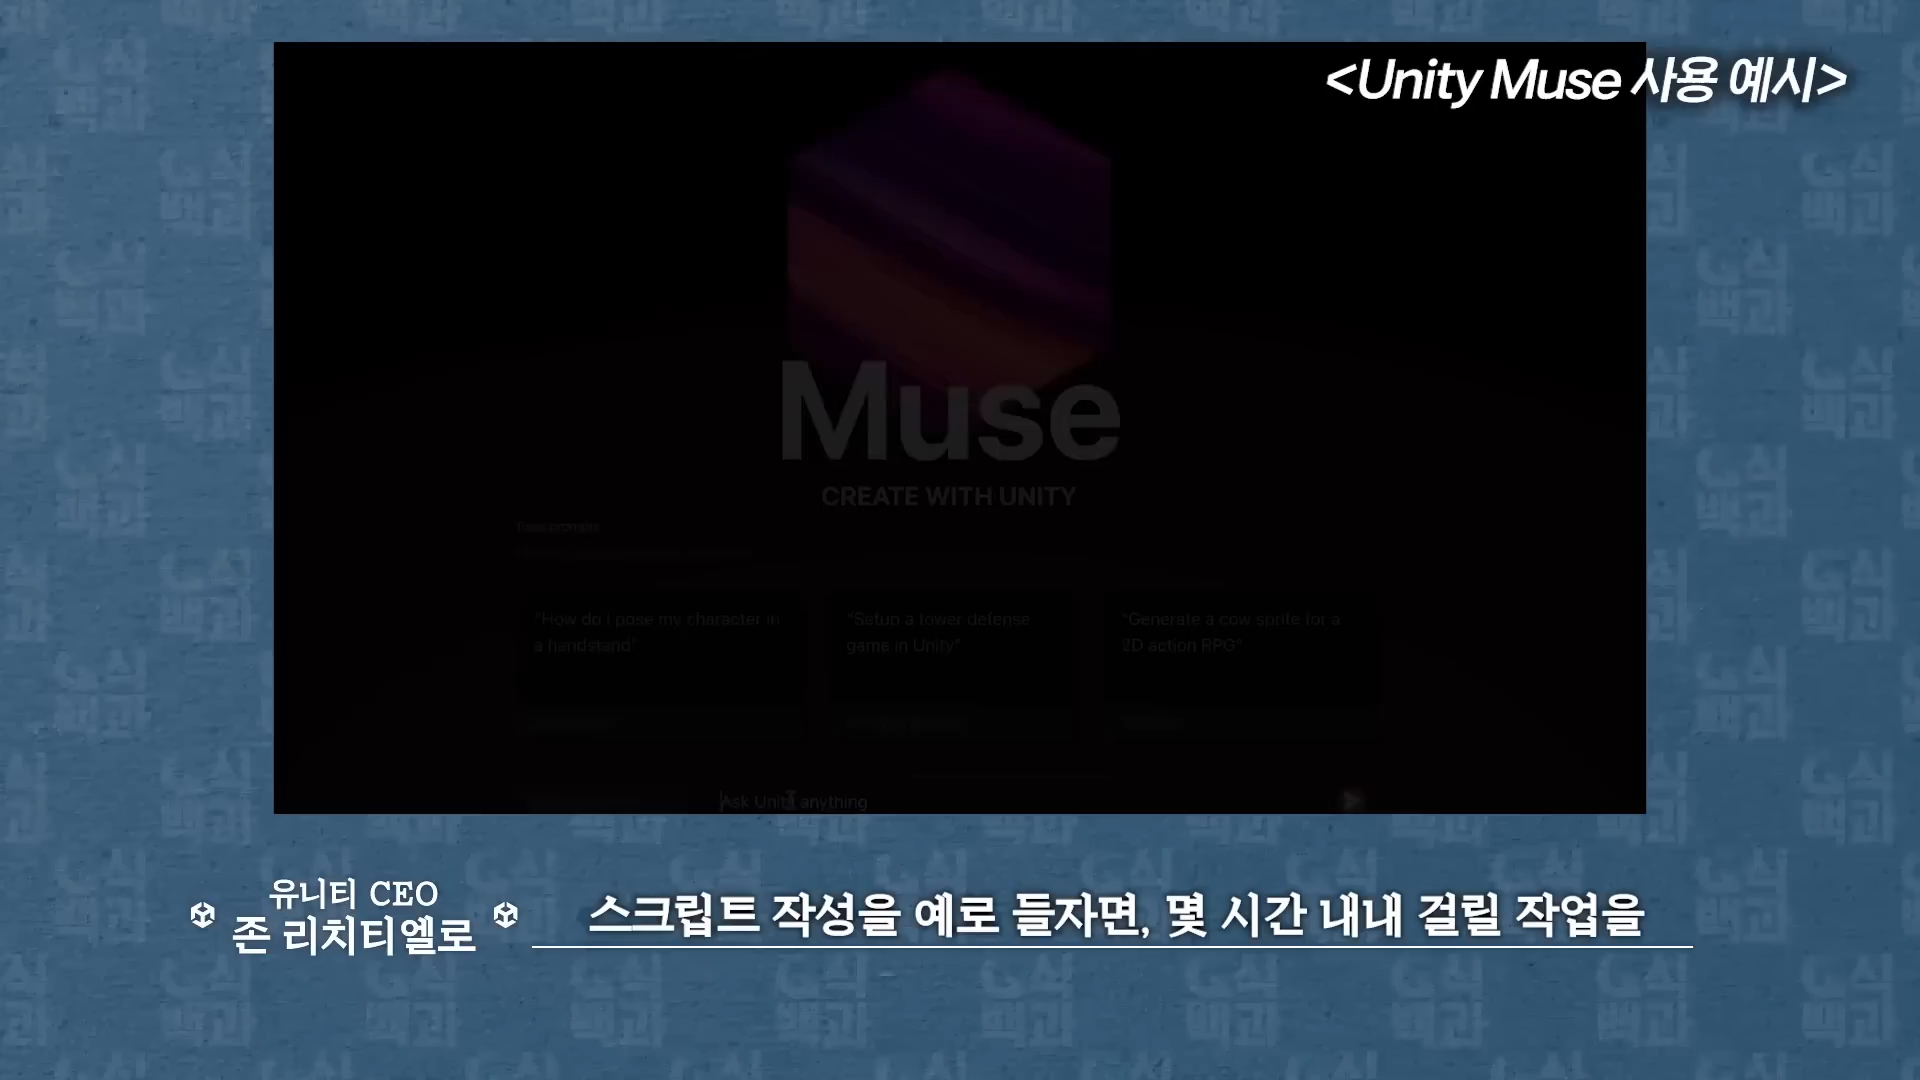 <Unity Muse 사용 예시>
Muse
CREATE WITH UNITY
"How do I pose my character in
a handstand"
"Setup a tower defense
game in Unity"
"Generate a cow sprite for a
2D action RPG"
Ask Unity anything
유니티 CEO
존 리치티엘로
스크립트 작성을 예로 들자면, 몇 시간 내내 걸릴 작업을